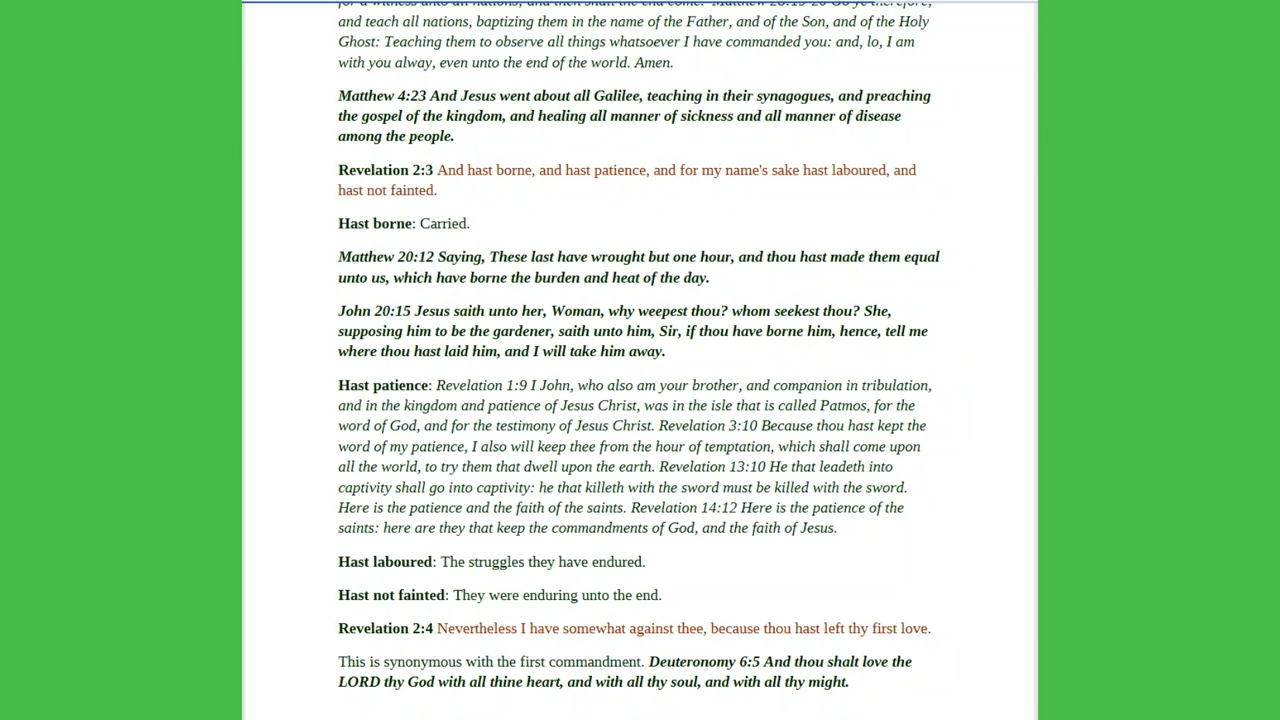 for a witness unto all nations; and then shall the end come. Matthew 28:19-20 Go ye therefore,
and teach all nations, baptizing them in the name of the Father, and of the Son, and of the Holy
Ghost: Teaching them to observe all things whatsoever I have commanded you: and, lo, I am
with you alway, even unto the end of the world. Amen.
Matthew 4:23 And Jesus went about all Galilee, teaching in their synagogues, and preaching
the gospel of the kingdom, and healing all manner of sickness and all manner of disease
among the people.
Revelation 2:3 And hast borne, and hast patience, and for my name's sake hast laboured, and
hast not fainted.
Hast borne: Carried.
Matthew 20:12 Saying, These last have wrought but one hour, and thou hast made them equal
unto us, which have borne the burden and heat of the day.
John 20:15 Jesus saith unto her, Woman, why weepest thou? whom seekest thou? She,
supposing him to be the gardener, saith unto him, Sir, if thou have borne him, hence, tell me
where thou hast laid him, and I will take him away.
Hast patience: Revelation 1:9 I John, who also am your brother, and companion in tribulation,
and in the kingdom and patience of Jesus Christ, was in the isle that is called Patmos, for the
word of God, and for the testimony of Jesus Christ. Revelation 3:10 Because thou hast kept the
word of my patience, I also will keep thee from the hour of temptation, which shall come upon
all the world, to try them that dwell upon the earth. Revelation 13:10 He that leadeth into
captivity shall go into captivity: he that killeth with the sword must be killed with the sword.
Here is the patience and the faith of the saints. Revelation 14:12 Here is the patience of the
saints: here are they that keep the commandments of God, and the faith of Jesus.
Hast laboured: The struggles they have endured.
Hast not fainted: They were enduring unto the end.
Revelation 2:4 Nevertheless I have somewhat against thee, because thou hast left thy first love.
This is synonymous with the first commandment. Deuteronomy 6:5 And thou shalt love the
LORD thy God with all thine heart, and with all thy soul, and with all thy might.